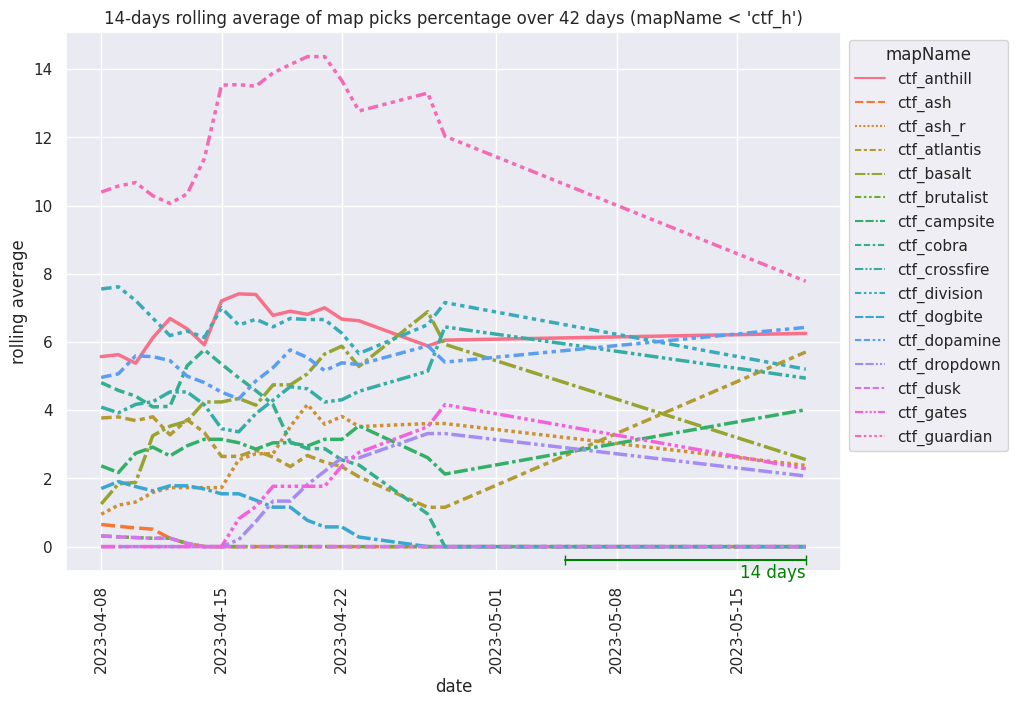 14-days rolling average of map picks percentage over 42 days (mapName < 'ctf_h')
mapName
ctf_anthill
ctf_ash
ctf_ash_r
ctf_atlantis
ctf_basalt
ctf_brutalist
ctf_campsite
ctf_cobra
ctf_crossfire
ctf_division
ctf_dogbite
ctf_dopamine
ctf_dropdown
ctf_dusk
ctf_gates
ctf_guardian
rolling average
14
12
10
8
6
4
2
0
14 days
2023-04-08
2023-04-15
2023-04-22
2023-05-01
2023-05-08
2023-05-15
date